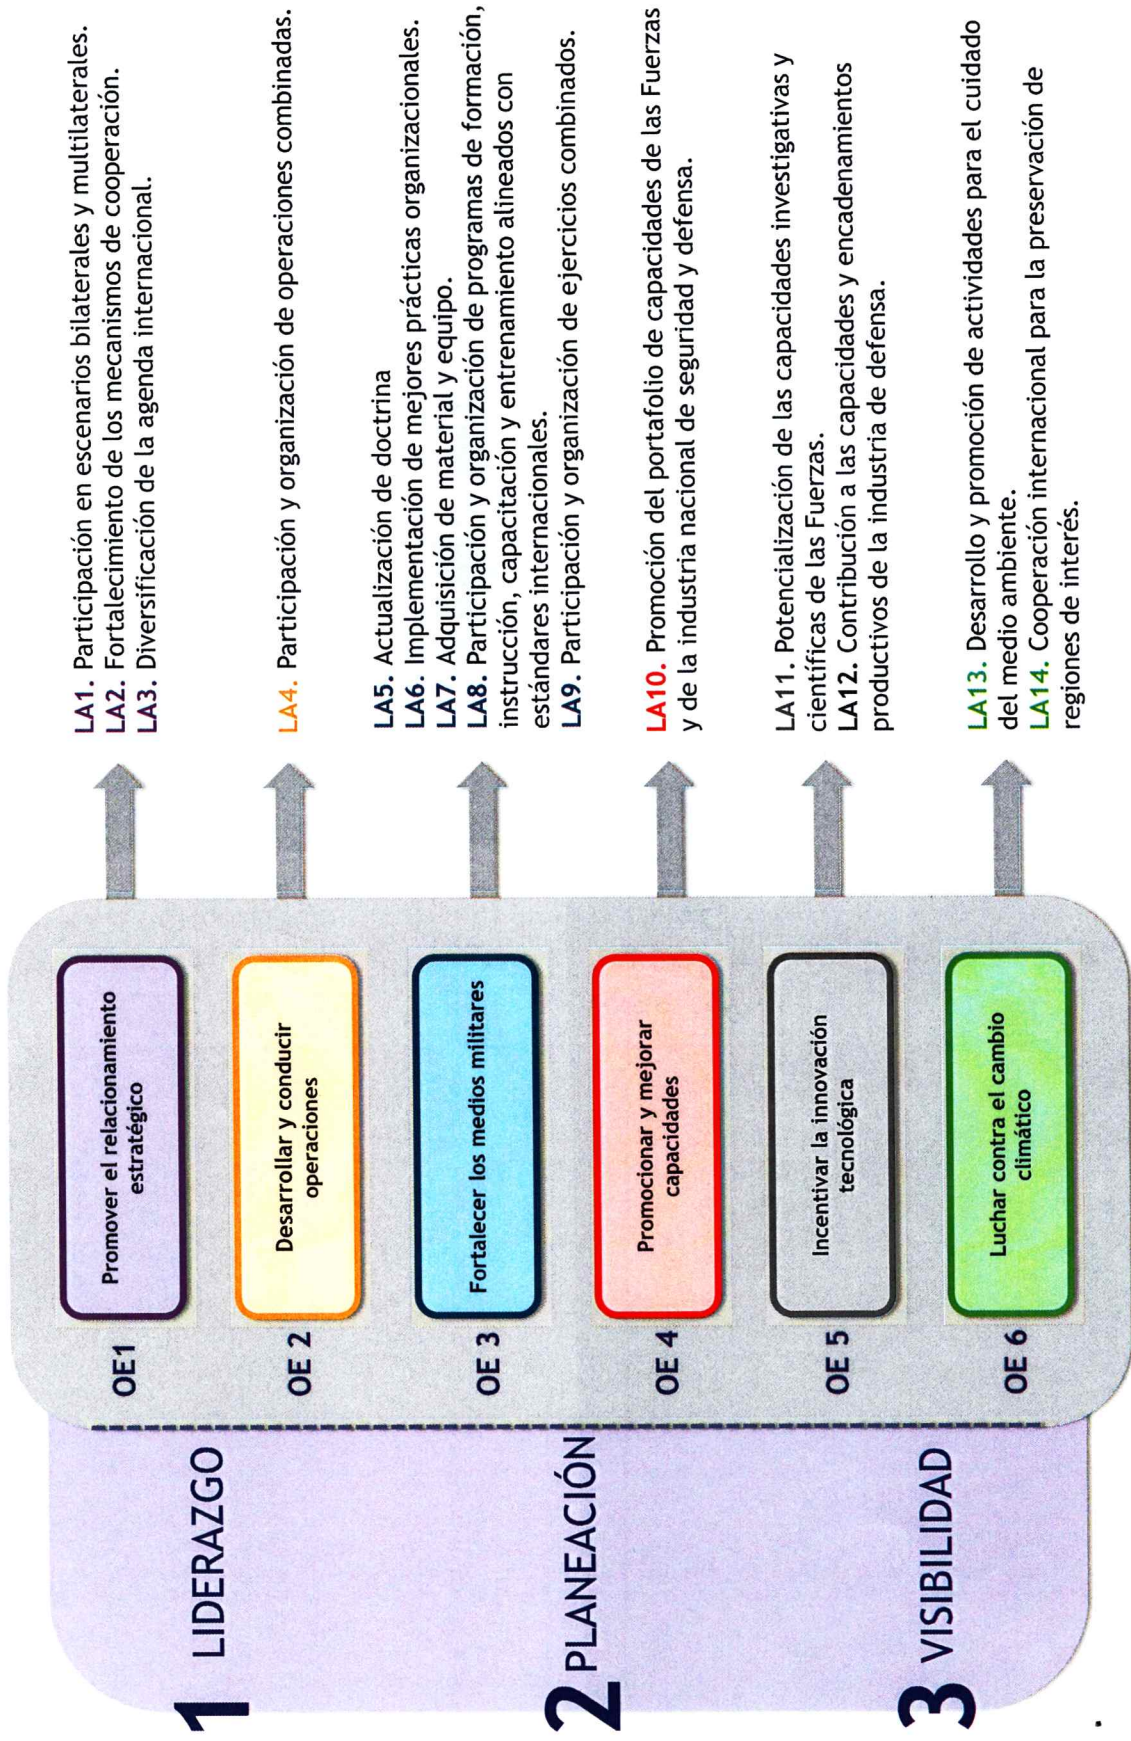 1 LIDERAZGO
2 PLANEACIÓN
3 VISIBILIDAD
OE1
Promover el relacionamiento
estratégico
LA1. Participación en escenarios bilaterales y multilaterales.
LA2. Fortalecimiento de los mecanismos de cooperación.
LA3. Diversificación de la agenda internacional.
OE 2
Desarrollar y conducir
operaciones
LA4. Participación y organización de operaciones combinadas.
OE 3
Fortalecer los medios militares
LA5. Actualización de doctrina
LA6. Implementación de mejores prácticas organizacionales.
LA7. Adquisición de material y equipo.
LA8. Participación y organización de programas de formación,
instrucción, capacitación y entrenamiento alineados con
estándares internacionales.
LA9. Participación y organización de ejercicios combinados.
OE 4
Promocionar y mejorar
capacidades
LA10. Promoción del portafolio de capacidades de las Fuerzas
y de la industria nacional de seguridad y defensa.
OE 5
Incentivar la innovación
tecnológica
LA11. Potencialización de las capacidades investigativas y
científicas de las Fuerzas.
LA12. Contribución a las capacidades y encadenamientos
productivos de la industria de defensa.
OE 6
Luchar contra el cambio
climático
LA13. Desarrollo y promoción de actividades para el cuidado
del medio ambiente.
LA14. Cooperación internacional para la preservación de
regiones de interés.